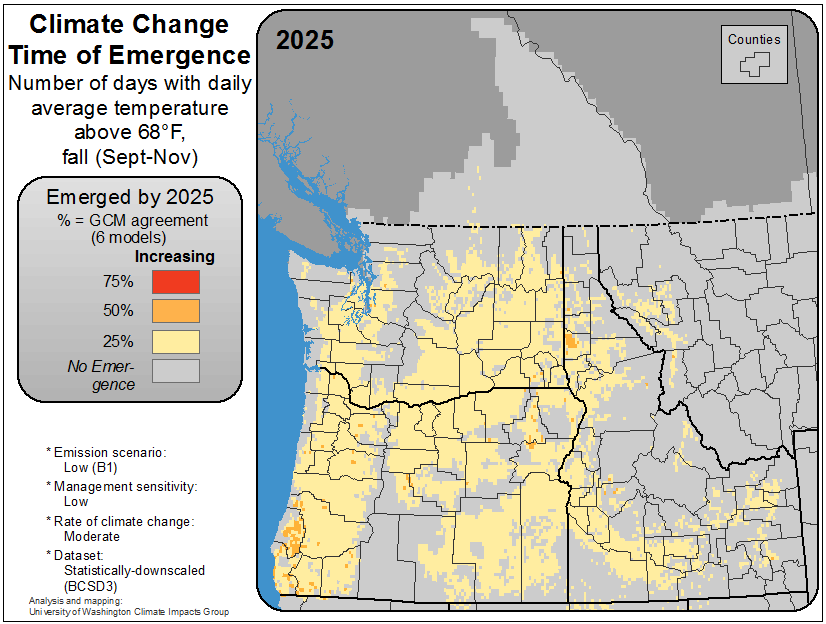 Climate Change
Time of Emergence
Number of days with daily
average temperature
above 68°F,
fall (Sept-Nov)
Emerged by 2025
% = GCM agreement
(6 models)
Increasing
75%
50%
25%
No Emer-
gence
* Emission scenario:
Low (B1)
* Management sensitivity:
Low
* Rate of climate change:
Moderate
* Dataset:
Statistically-downscaled
(BCSD3)
Analysis and mapping:
University of Washington Climate Impacts Group
2025
Counties